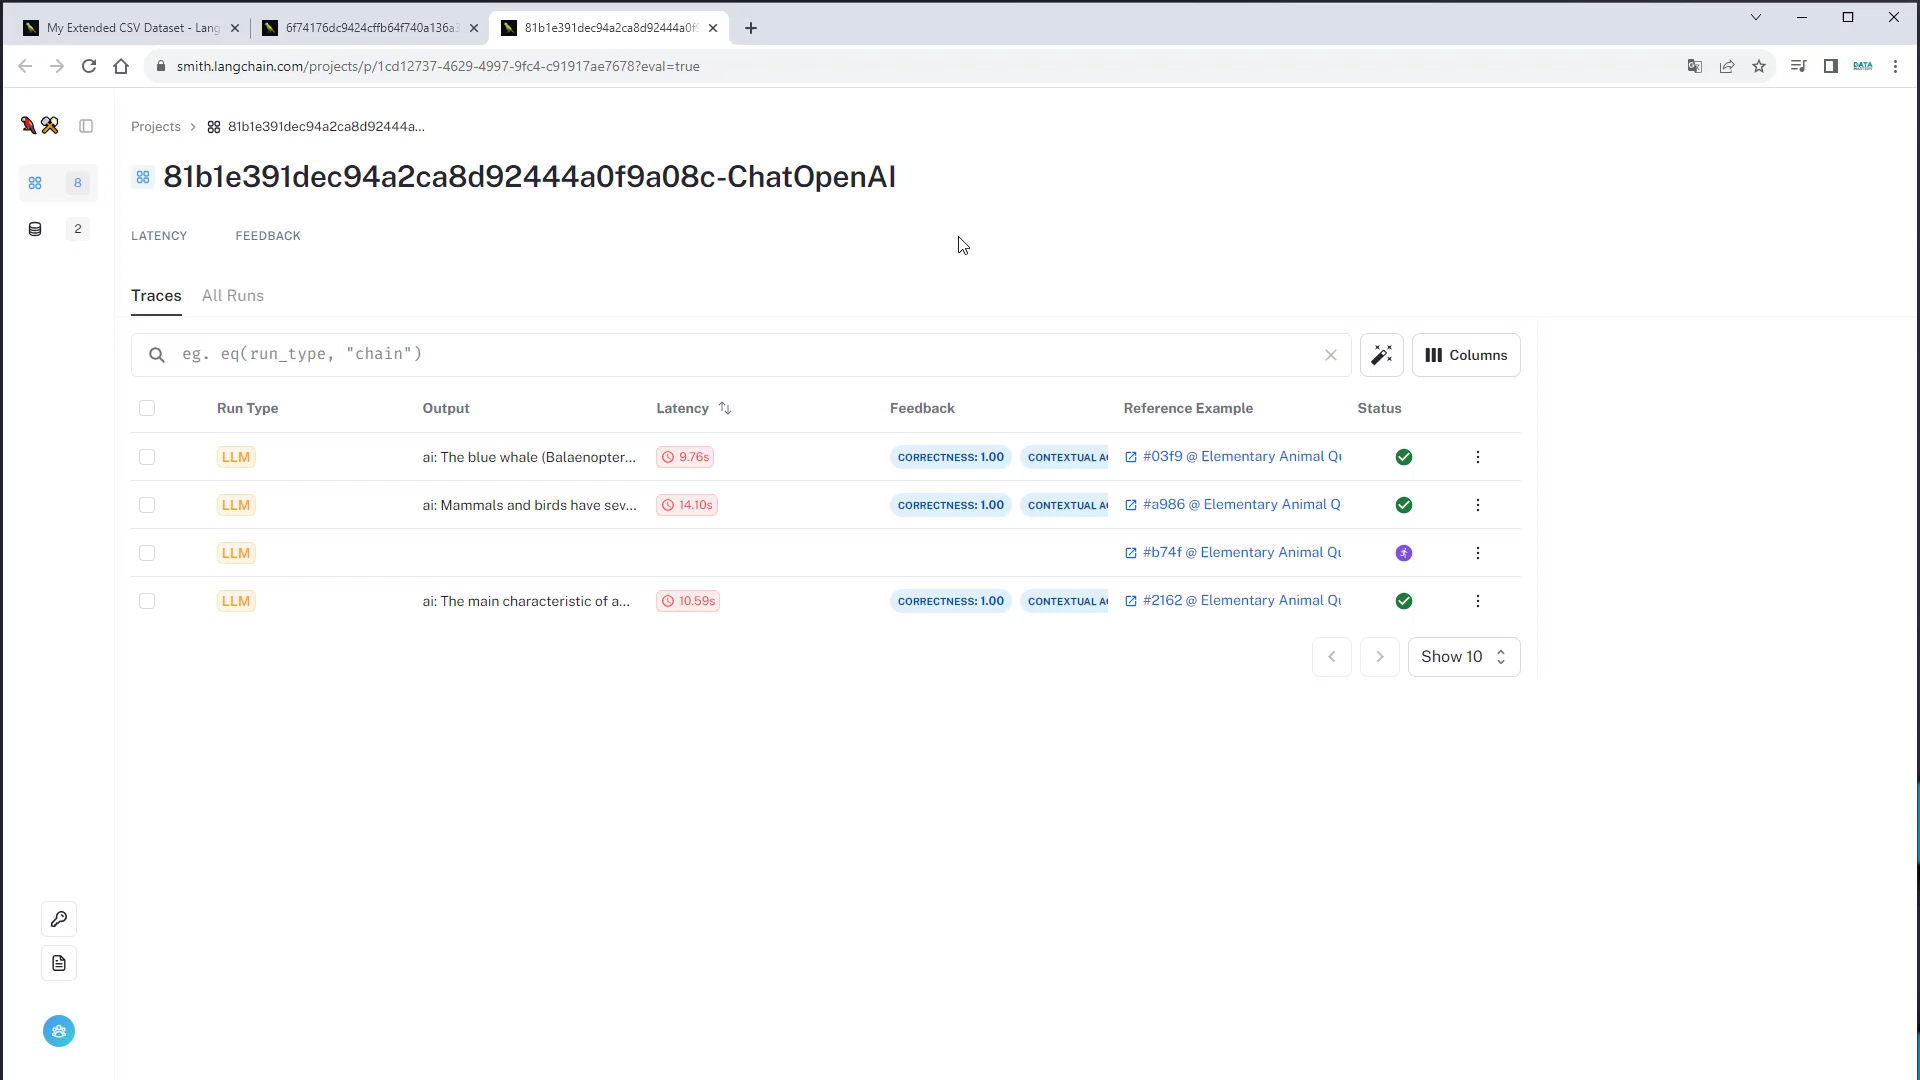 My Extended CSV Dataset - Lang
6f74176dc9424cffb64f740a136a3
81b1e391dec94a2ca8d92444a0f9
smith.langchain.com/projects/p/1cd12737-4629-4997-9fc4-c91917ae7678?eval=true
DATA
Projects > 81b1e391dec94a2ca8d92444a...
8
81b1e391dec94a2ca8d92444a0f9a08c-ChatOpenAI
2
LATENCY FEEDBACK
Traces All Runs
eg. eq(run_type, "chain")
Columns
Run Type Output Latency Feedback Reference Example Status
LLM ai: The blue whale (Balaenopter... 9.76s CORRECTNESS: 1.00 CONTEXTUAL A #03f9 @ Elementary Animal Qu
LLM ai: Mammals and birds have sev... 14.10s CORRECTNESS: 1.00 CONTEXTUAL A #a986 @ Elementary Animal Q
LLM #b74f @ Elementary Animal Qu
LLM ai: The main characteristic of a... 10.59s CORRECTNESS: 1.00 CONTEXTUAL A #2162 @ Elementary Animal Qu
Show 10